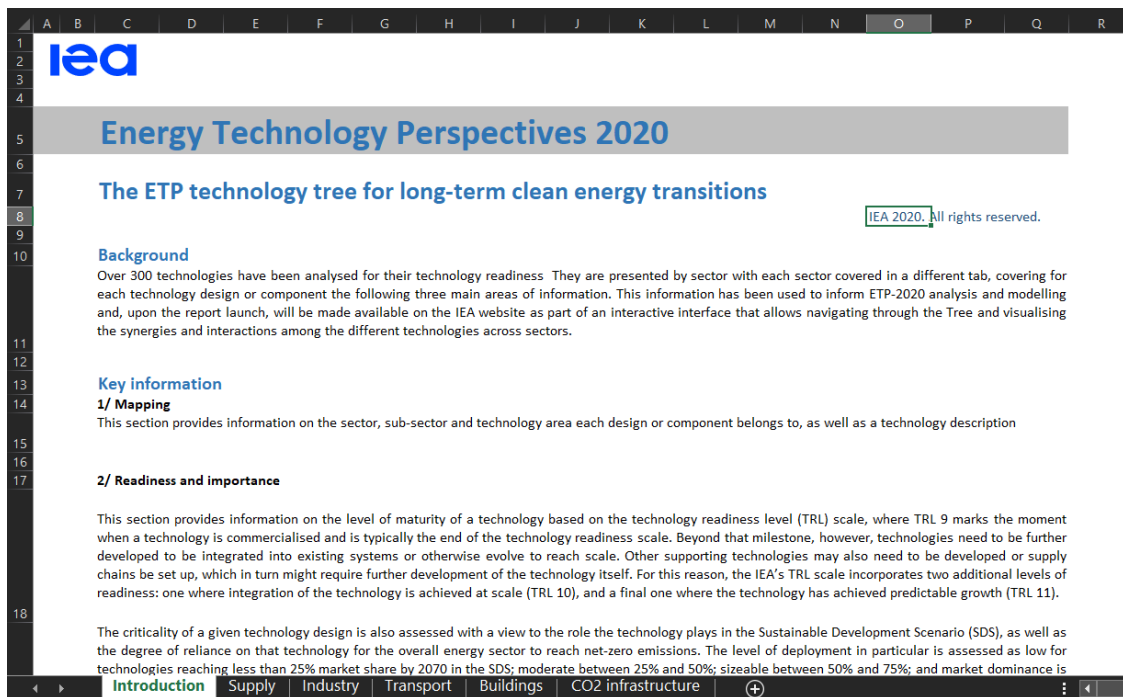 A B C D E F G H I J K L M N O P Q R
1
2
3
4
iea
5 Energy Technology Perspectives 2020
6
7 The ETP technology tree for long-term clean energy transitions
8 IEA 2020. All rights reserved.
9
10 Background
Over 300 technologies have been analysed for their technology readiness They are presented by sector with each sector covered in a different tab, covering for
each technology design or component the following three main areas of information. This information has been used to inform ETP-2020 analysis and modelling
and, upon the report launch, will be made available on the IEA website as part of an interactive interface that allows navigating through the Tree and visualising
the synergies and interactions among the different technologies across sectors.
11
12
13 Key information
14 1/ Mapping
This section provides information on the sector, sub-sector and technology area each design or component belongs to, as well as a technology description
15
16
17 2/ Readiness and importance
This section provides information on the level of maturity of a technology based on the technology readiness level (TRL) scale, where TRL 9 marks the moment
when a technology is commercialised and is typically the end of the technology readiness scale. Beyond that milestone, however, technologies need to be further
developed to be integrated into existing systems or otherwise evolve to reach scale. Other supporting technologies may also need to be developed or supply
chains be set up, which in turn might require further development of the technology itself. For this reason, the IEA's TRL scale incorporates two additional levels of
readiness: one where integration of the technology is achieved at scale (TRL 10), and a final one where the technology has achieved predictable growth (TRL 11).
18
The criticality of a given technology design is also assessed with a view to the role the technology plays in the Sustainable Development Scenario (SDS), as well as
the degree of reliance on that technology for the overall energy sector to reach net-zero emissions. The level of deployment in particular is assessed as low for
technologies reaching less than 25% market share by 2070 in the SDS; moderate between 25% and 50%; sizeable between 50% and 75%; and market dominance is
Introduction Supply Industry Transport Buildings CO2 infrastructure